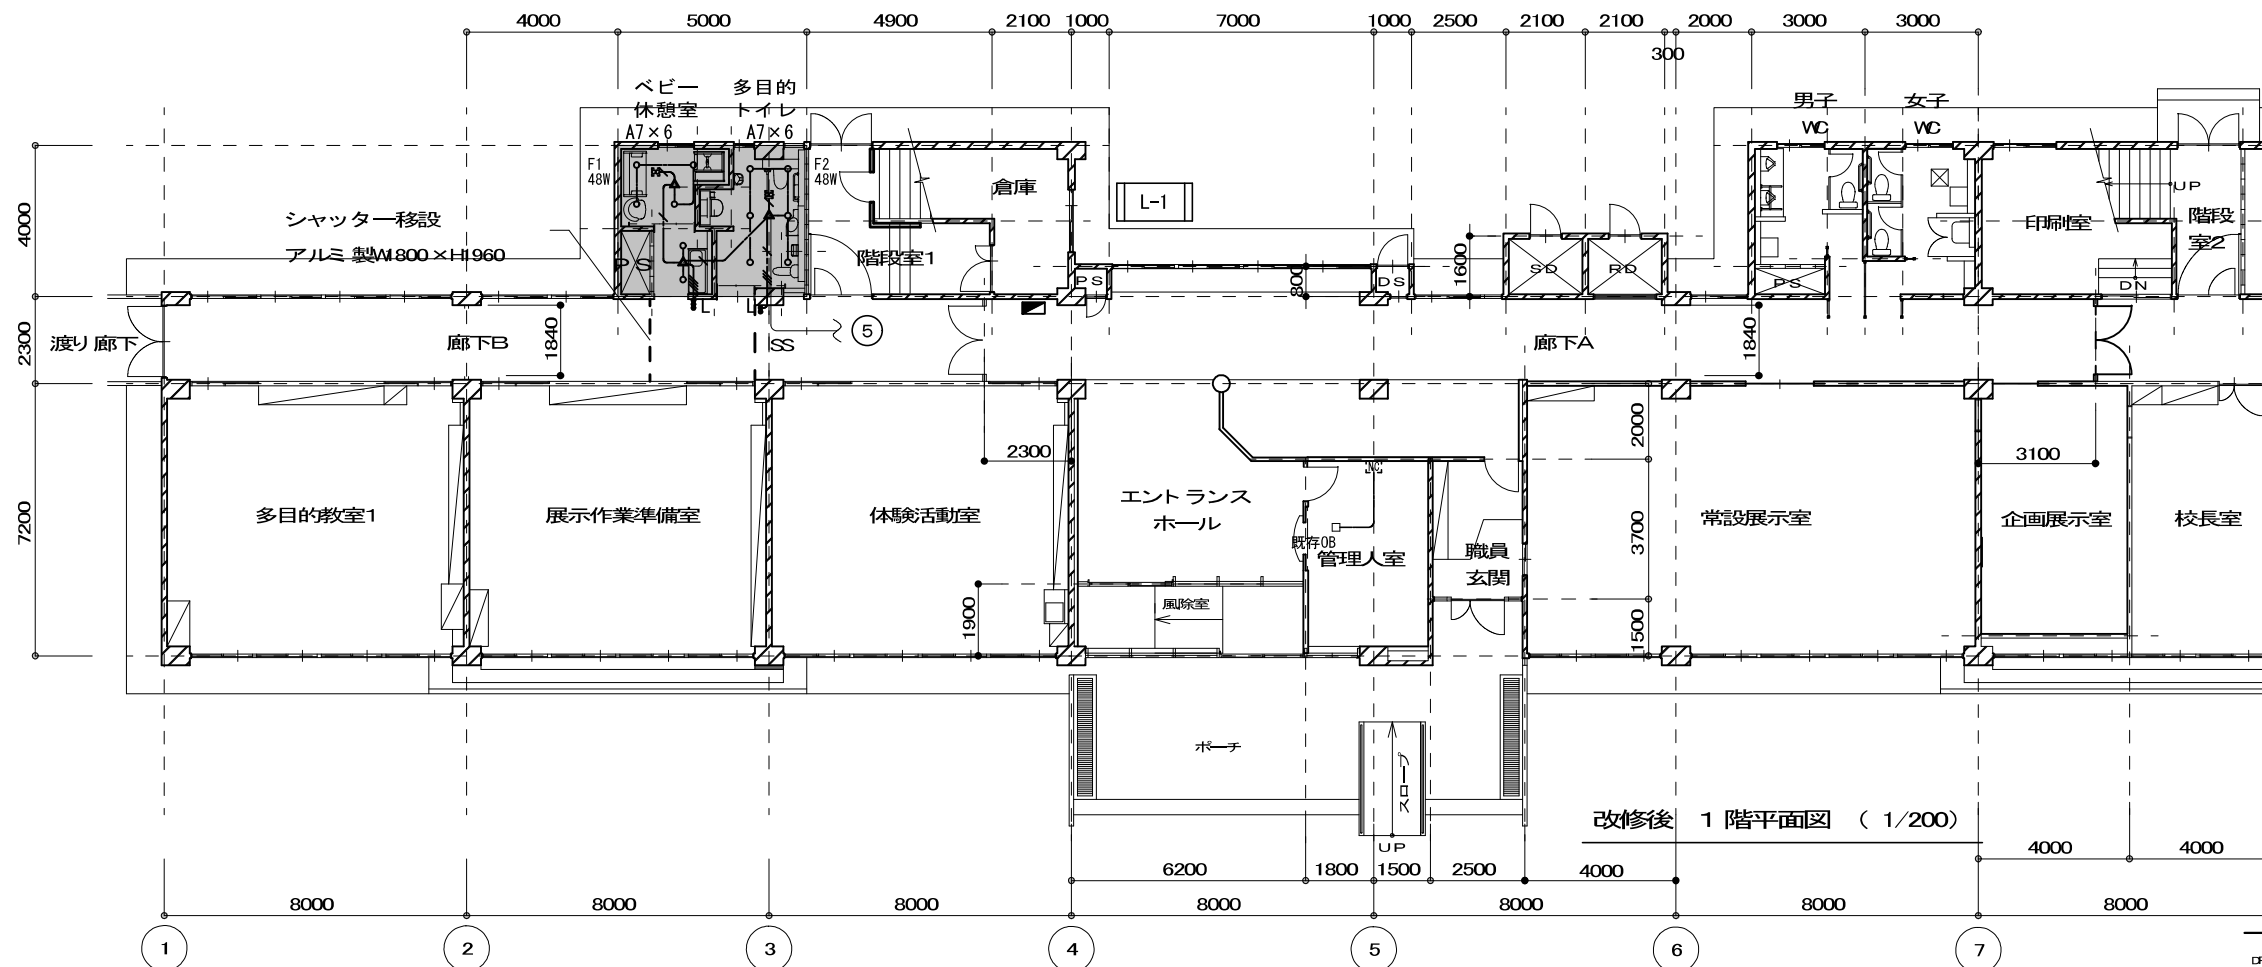 4000 5000 4900 2100 1000 7000 1000 2500 2100 2100 2000 3000 3000
300
ベビー
休憩室
多目的
トイレ
A7×6 A7×6
男子
WC
女子
WC
F1
48W
F2
48W
倉庫
L-1
シャッター移設
アルミ製W1800×H1960
PS
階段室1
PS
800
DS
1600
SD
RD
PS
印刷室
UP
階段
室2
DN
4000
2300
7200
渡り廊下
廊下B
1840
L
L
SS
5
廊下A
1840
2300
2000
3100
多目的教室1
展示作業準備室
体験活動室
エントランス
ホール
NC
既存OB
管理人室
職員
玄関
常設展示室
3700
企画展示室
校長室
1900
風除室
1500
ポーチ
スロープ
UP
改修後 1階平面図 (1/200)
6200 1800 1500 2500 4000
4000 4000
8000 8000 8000 8000 8000 8000 8000
1 2 3 4 5 6 7